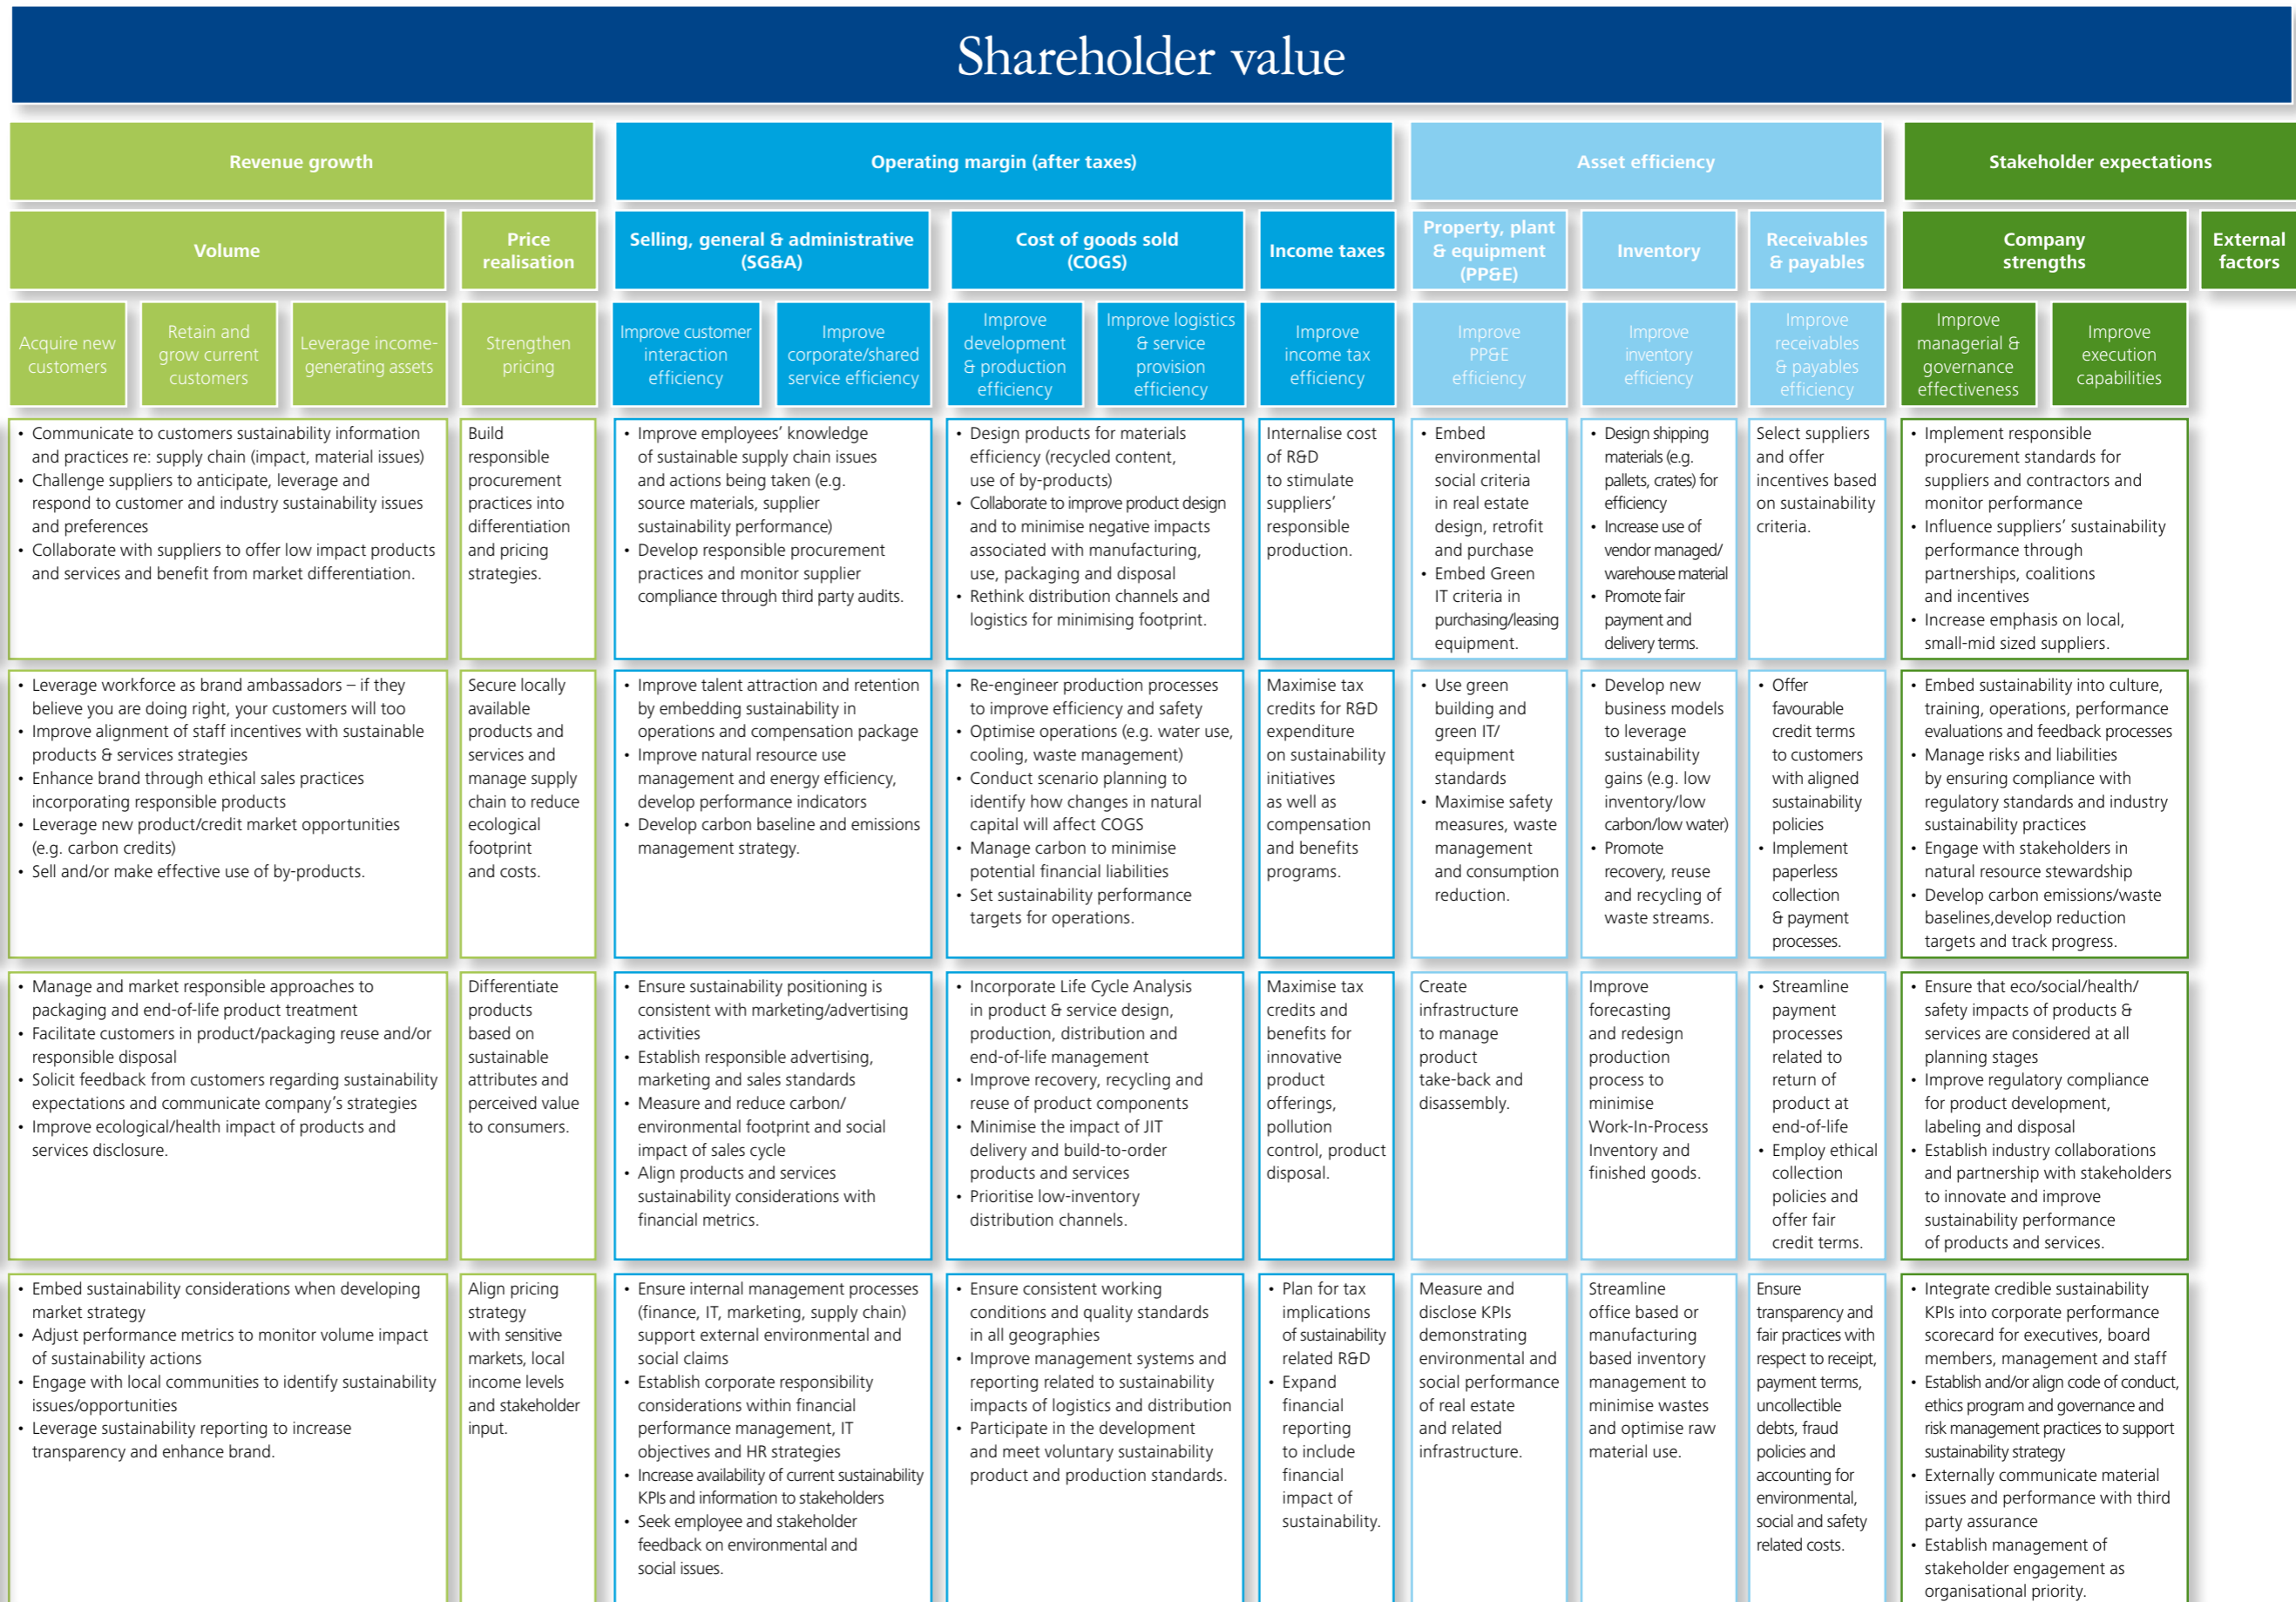 Shareholder value
Revenue growth
Operating margin (after taxes)
Asset efficiency
Stakeholder expectations
Volume
Price
realisation
Selling, general & administrative
(SG&A)
Cost of goods sold
(COGS)
Income taxes
Property, plant
& equipment
(PP&E)
Inventory
Receivables
& payables
Company
strengths
External
factors
Acquire new
customers
Retain and
grow current
customers
Leverage income-
generating assets
Strengthen
pricing
Improve customer
interaction
efficiency
Improve
corporate/shared
service efficiency
Improve
development
& production
efficiency
Improve logistics
& service
provision
efficiency
Improve
income tax
efficiency
Improve
PP&E
efficiency
Improve
inventory
efficiency
Improve
receivables
& payables
efficiency
Improve
managerial &
governance
effectiveness
Improve
execution
capabilities
• Communicate to customers sustainability information
and practices re: supply chain (impact, material issues)
• Challenge suppliers to anticipate, leverage and
respond to customer and industry sustainability issues
and preferences
• Collaborate with suppliers to offer low impact products
and services and benefit from market differentiation.
Build
responsible
procurement
practices into
differentiation
and pricing
strategies.
• Improve employees' knowledge
of sustainable supply chain issues
and actions being taken (e.g.
source materials, supplier
sustainability performance)
• Develop responsible procurement
practices and monitor supplier
compliance through third party audits.
• Design products for materials
efficiency (recycled content,
use of by-products)
• Collaborate to improve product design
and to minimise negative impacts
associated with manufacturing,
use, packaging and disposal
• Rethink distribution channels and
logistics for minimising footprint.
Internalise cost
of R&D
to stimulate
suppliers'
responsible
production.
• Embed
environmental
social criteria
in real estate
design, retrofit
and purchase
• Embed Green
IT criteria in
purchasing/leasing
equipment.
• Design shipping
materials (e.g.
pallets, crates) for
efficiency
• Increase use of
vendor managed/
warehouse material
• Promote fair
payment and
delivery terms.
Select suppliers
and offer
incentives based
on sustainability
criteria.
• Implement responsible
procurement standards for
suppliers and contractors and
monitor performance
• Influence suppliers' sustainability
performance through
partnerships, coalitions
and incentives
• Increase emphasis on local,
small-mid sized suppliers.
• Leverage workforce as brand ambassadors – if they
believe you are doing right, your customers will too
• Improve alignment of staff incentives with sustainable
products & services strategies
• Enhance brand through ethical sales practices
incorporating responsible products
• Leverage new product/credit market opportunities
(e.g. carbon credits)
• Sell and/or make effective use of by-products.
Secure locally
available
products and
services and
manage supply
chain to reduce
ecological
footprint
and costs.
• Improve talent attraction and retention
by embedding sustainability in
operations and compensation package
• Improve natural resource use
management and energy efficiency,
develop performance indicators
• Develop carbon baseline and emissions
management strategy.
• Re-engineer production processes
to improve efficiency and safety
• Optimise operations (e.g. water use,
cooling, waste management)
• Conduct scenario planning to
identify how changes in natural
capital will affect COGS
• Manage carbon to minimise
potential financial liabilities
• Set sustainability performance
targets for operations.
Maximise tax
credits for R&D
expenditure
on sustainability
initiatives
as well as
compensation
and benefits
programs.
• Use green
building and
green IT/
equipment
standards
• Maximise safety
measures, waste
management
and consumption
reduction.
• Develop new
business models
to leverage
sustainability
gains (e.g. low
inventory/low
carbon/low water)
• Promote
recovery, reuse
and recycling of
waste streams.
• Offer
favourable
credit terms
to customers
with aligned
sustainability
policies
• Implement
paperless
collection
& payment
processes.
• Embed sustainability into culture,
training, operations, performance
evaluations and feedback processes
• Manage risks and liabilities
by ensuring compliance with
regulatory standards and industry
sustainability practices
• Engage with stakeholders in
natural resource stewardship
• Develop carbon emissions/waste
baselines,develop reduction
targets and track progress.
• Manage and market responsible approaches to
packaging and end-of-life product treatment
• Facilitate customers in product/packaging reuse and/or
responsible disposal
• Solicit feedback from customers regarding sustainability
expectations and communicate company's strategies
• Improve ecological/health impact of products and
services disclosure.
Differentiate
products
based on
sustainable
attributes and
perceived value
to consumers.
• Ensure sustainability positioning is
consistent with marketing/advertising
activities
• Establish responsible advertising,
marketing and sales standards
• Measure and reduce carbon/
environmental footprint and social
impact of sales cycle
• Align products and services
sustainability considerations with
financial metrics.
• Incorporate Life Cycle Analysis
in product & service design,
production, distribution and
end-of-life management
• Improve recovery, recycling and
reuse of product components
• Minimise the impact of JIT
delivery and build-to-order
products and services
• Prioritise low-inventory
distribution channels.
Maximise tax
credits and
benefits for
innovative
product
offerings,
pollution
control, product
disposal.
Create
infrastructure
to manage
product
take-back and
disassembly.
Improve
forecasting
and redesign
production
process to
minimise
Work-In-Process
Inventory and
finished goods.
• Streamline
payment
processes
related to
return of
product at
end-of-life
• Employ ethical
collection
policies and
offer fair
credit terms.
• Ensure that eco/social/health/
safety impacts of products &
services are considered at all
planning stages
• Improve regulatory compliance
for product development,
labeling and disposal
• Establish industry collaborations
and partnership with stakeholders
to innovate and improve
sustainability performance
of products and services.
• Embed sustainability considerations when developing
market strategy
• Adjust performance metrics to monitor volume impact
of sustainability actions
• Engage with local communities to identify sustainability
issues/opportunities
• Leverage sustainability reporting to increase
transparency and enhance brand.
Align pricing
strategy
with sensitive
markets, local
income levels
and stakeholder
input.
• Ensure internal management processes
(finance, IT, marketing, supply chain)
support external environmental and
social claims
• Establish corporate responsibility
considerations within financial
performance management, IT
objectives and HR strategies
• Increase availability of current sustainability
KPIs and information to stakeholders
• Seek employee and stakeholder
feedback on environmental and
social issues.
• Ensure consistent working
conditions and quality standards
in all geographies
• Improve management systems and
reporting related to sustainability
impacts of logistics and distribution
• Participate in the development
and meet voluntary sustainability
product and production standards.
• Plan for tax
implications
of sustainability
related R&D
• Expand
financial
reporting
to include
financial
impact of
sustainability.
Measure and
disclose KPIs
demonstrating
environmental and
social performance
of real estate
and related
infrastructure.
Streamline
office based or
manufacturing
based inventory
management to
minimise wastes
and optimise raw
material use.
Ensure
transparency and
fair practices with
respect to receipt,
payment terms,
uncollectible
debts, fraud
policies and
accounting for
environmental,
social and safety
related costs.
• Integrate credible sustainability
KPIs into corporate performance
scorecard for executives, board
members, management and staff
• Establish and/or align code of conduct,
ethics program and governance and
risk management practices to support
sustainability strategy
• Externally communicate material
issues and performance with third
party assurance
• Establish management of
stakeholder engagement as
organisational priority.